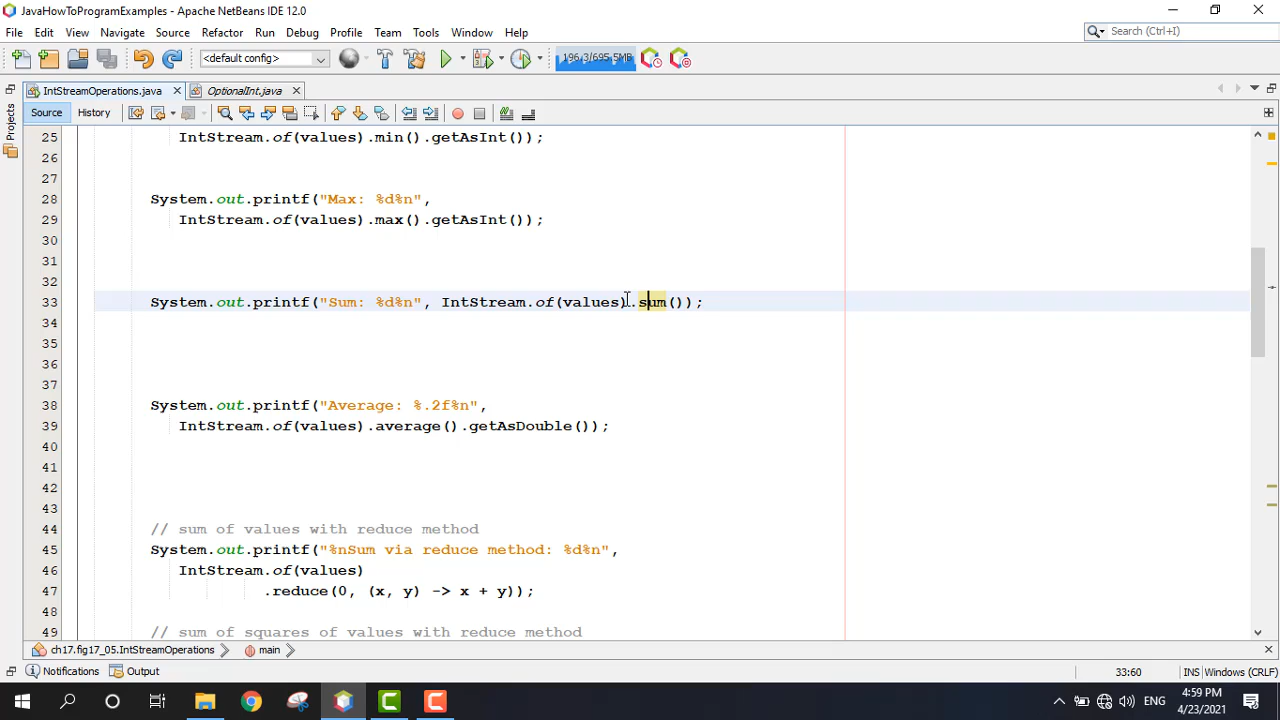 JavaHowToProgramExamples - Apache NetBeans IDE 12.0
File Edit View Navigate Source Refactor Run Debug Profile Team Tools Window Help
Search (Ctrl+I)
<default config>
196.3/695.5MB
IntStreamOperations.java
OptionalInt.java
Projects
Source History
25 IntStream.of(values).min().getAsInt());
26
27
28 System.out.printf("Max: %d%n",
29 IntStream.of(values).max().getAsInt());
30
31
32
33 System.out.printf("Sum: %d%n", IntStream.of(values).sum());
34
35
36
37
38 System.out.printf("Average: %.2f%n",
39 IntStream.of(values).average().getAsDouble());
40
41
42
43
44 // sum of values with reduce method
45 System.out.printf("%nSum via reduce method: %d%n",
46 IntStream.of(values)
47 .reduce(0, (x, y) -> x + y));
48
49 // sum of squares of values with reduce method
ch17.fig17_05.IntStreamOperations
main
Notifications
Output
33:60
INS
Windows (CRLF)
ENG
4:59 PM
4/23/2021